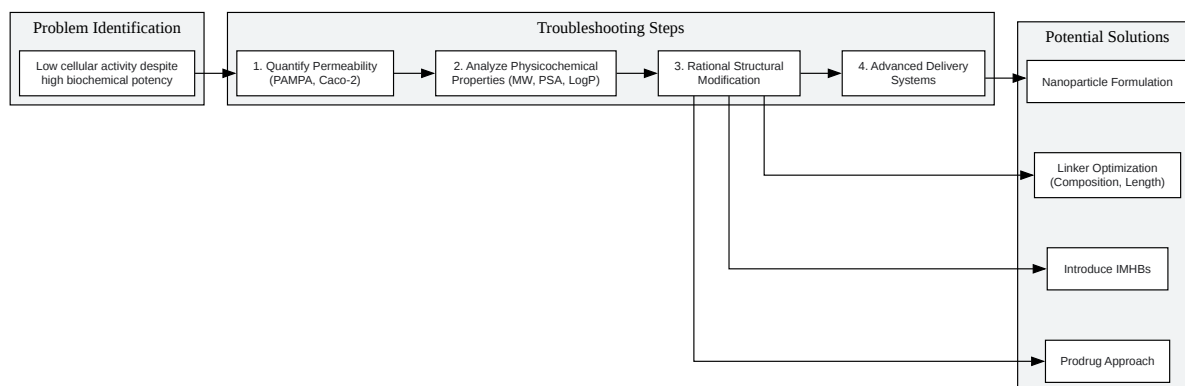 Problem Identification
Low cellular activity despite
high biochemical potency
Troubleshooting Steps
1. Quantify Permeability
(PAMPA, Caco-2)
2. Analyze Physicochemical
Properties (MW, PSA, LogP)
3. Rational Structural
Modification
4. Advanced Delivery
Systems
Potential Solutions
Nanoparticle Formulation
Linker Optimization
(Composition, Length)
Introduce IMHBs
Prodrug Approach